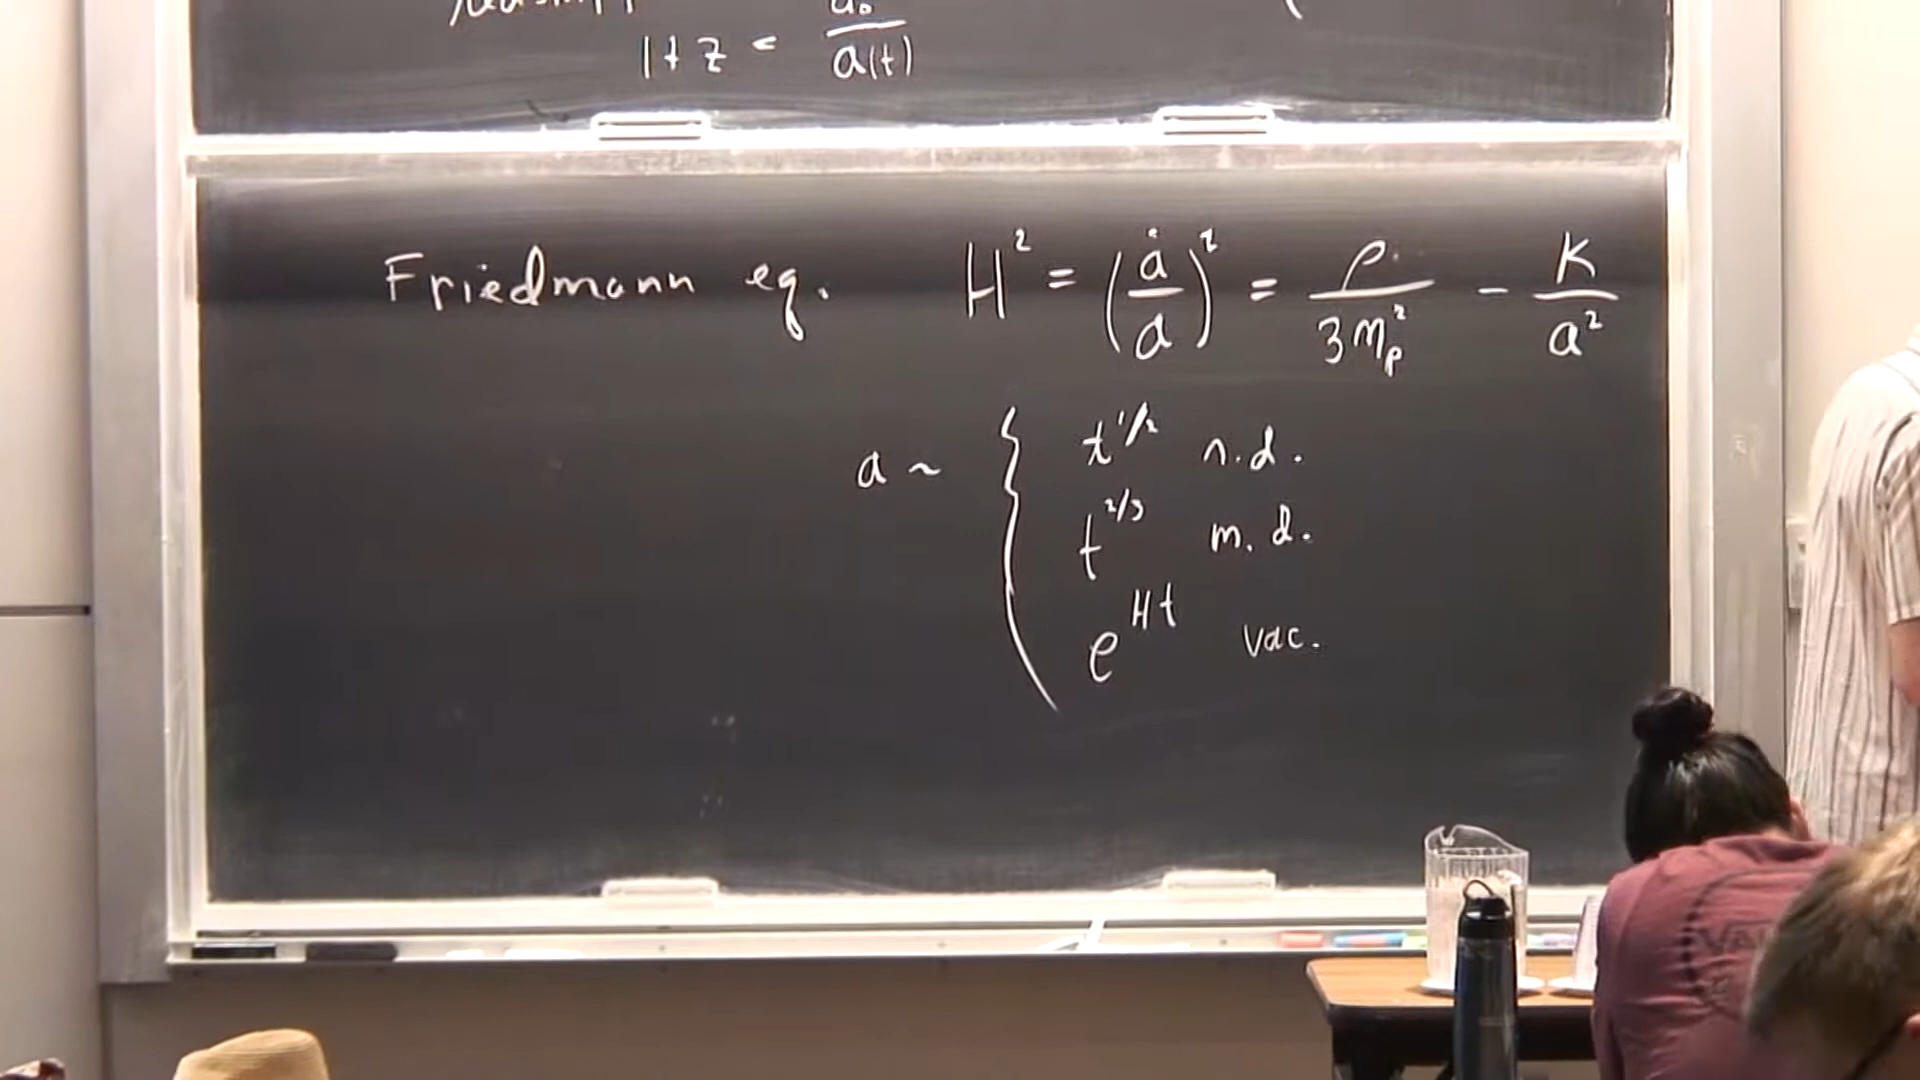 1 + z = a₀/a(t)
Friedmann eq. H² = (ȧ/a)² = ρ/3M_p² - K/a²
a ~ { t^1/2 r.d.
t^2/3 m.d.
e^Ht vac.